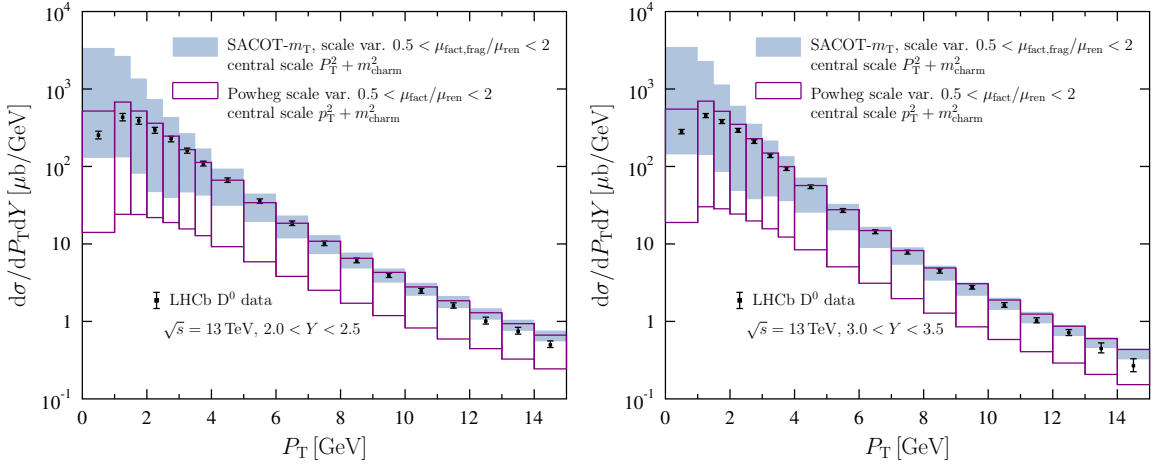 SACOT-m_T, scale var. 0.5 < μ_fact,frag/μ_ren < 2
central scale P_T^2 + m_charm^2
Powheg scale var. 0.5 < μ_fact/μ_ren < 2
central scale p_T^2 + m_charm^2
LHCb D^0 data
√s = 13 TeV, 2.0 < Y < 2.5
dσ/dP_TdY [μb/GeV]
10^4
10^3
10^2
10
1
10^-1
0 2 4 6 8 10 12 14
P_T [GeV]
SACOT-m_T, scale var. 0.5 < μ_fact,frag/μ_ren < 2
central scale P_T^2 + m_charm^2
Powheg scale var. 0.5 < μ_fact/μ_ren < 2
central scale p_T^2 + m_charm^2
LHCb D^0 data
√s = 13 TeV, 3.0 < Y < 3.5
dσ/dP_TdY [μb/GeV]
10^4
10^3
10^2
10
1
10^-1
0 2 4 6 8 10 12 14
P_T [GeV]